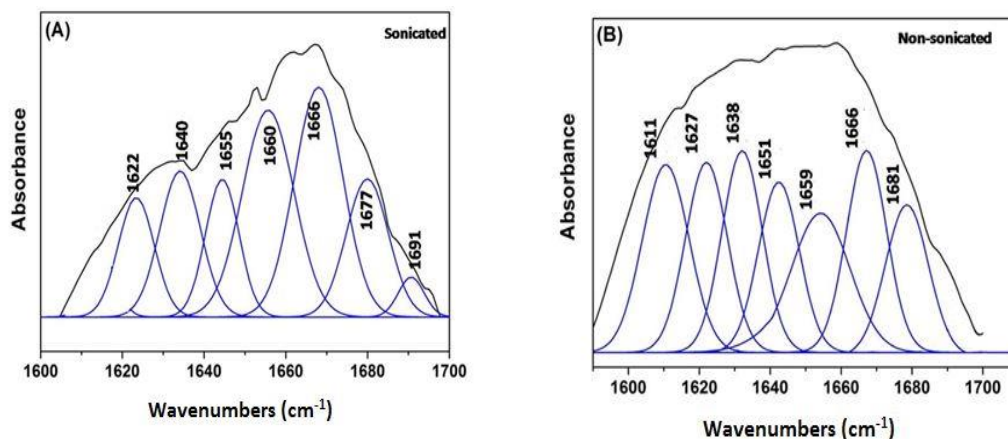 (A)
Sonicated
Absorbance
1622
1640
1655
1660
1666
1677
1691
1600 1620 1640 1660 1680 1700
Wavenumbers (cm⁻¹)
(B)
Non-sonicated
Absorbance
1611
1627
1638
1651
1659
1666
1681
1600 1620 1640 1660 1680 1700
Wavenumbers (cm⁻¹)